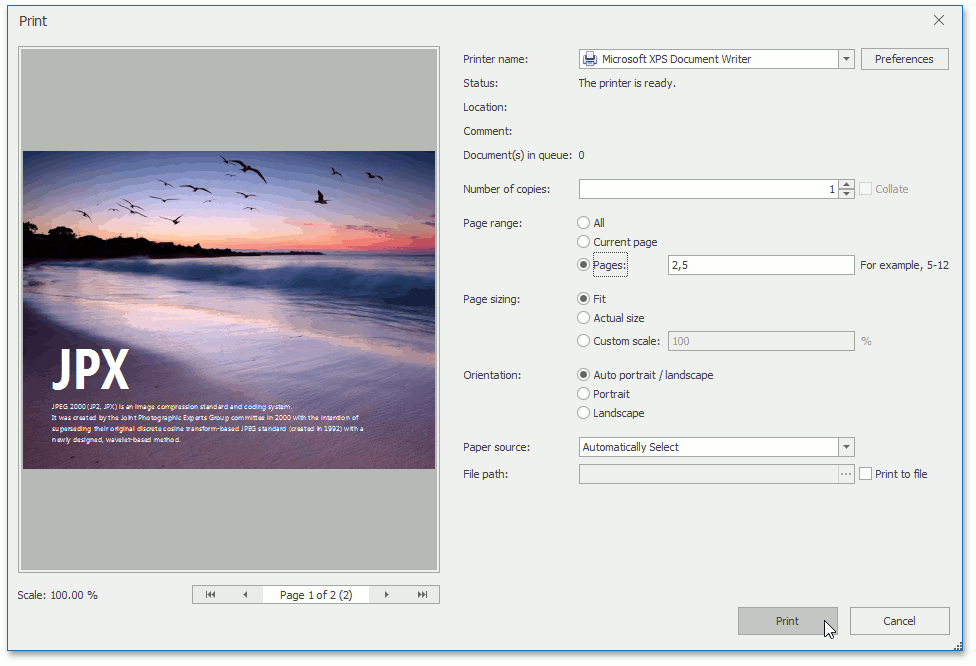 Print
JPX
JPEG 2000 (JP2, JPX) is an image compression standard and coding system.
It was created by the Joint Photographic Experts Group committee in 2000 with the intention of
superseding their original discrete cosine transform-based JPEG standard (created in 1992) with a
newly designed, wavelet-based method.
Scale: 100.00 %
Page 1 of 2 (2)
Printer name: Microsoft XPS Document Writer Preferences
Status: The printer is ready.
Location:
Comment:
Document(s) in queue: 0
Number of copies: 1 Collate
Page range: All
Current page
Pages: 2,5 For example, 5-12
Page sizing: Fit
Actual size
Custom scale: 100 %
Orientation: Auto portrait / landscape
Portrait
Landscape
Paper source: Automatically Select
File path: ... Print to file
Print Cancel